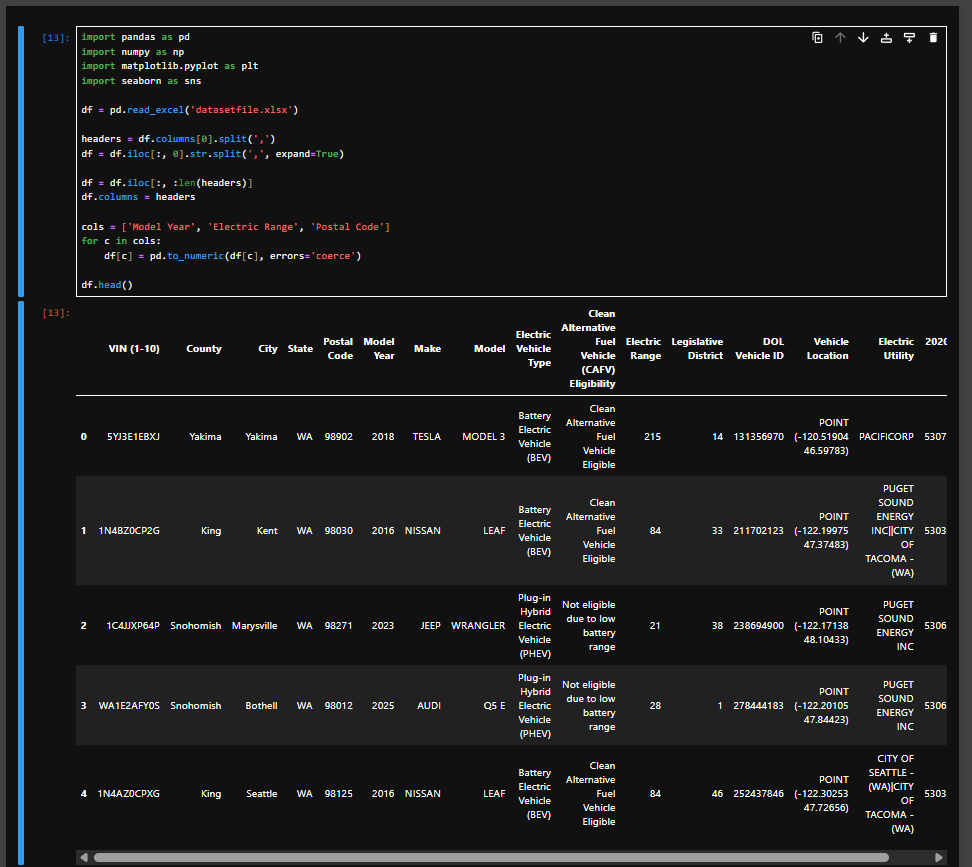 [13]:
import pandas as pd
import numpy as np
import matplotlib.pyplot as plt
import seaborn as sns
df = pd.read_excel('datasetfile.xlsx')
headers = df.columns[0].split(',')
df = df.iloc[:, 0].str.split(',', expand=True)
df = df.iloc[:, :len(headers)]
df.columns = headers
cols = ['Model Year', 'Electric Range', 'Postal Code']
for c in cols:
    df[c] = pd.to_numeric(df[c], errors='coerce')
df.head()
[13]:
VIN (1-10) County City State Postal Code Model Year Make Model Electric Vehicle Type Clean Alternative Fuel Vehicle (CAFV) Eligibility Electric Range Legislative District DOL Vehicle ID Vehicle Location Electric Utility 2020
0 5YJ3E1EBXJ Yakima Yakima WA 98902 2018 TESLA MODEL 3 Battery Electric Vehicle (BEV) Clean Alternative Fuel Vehicle Eligible 215 14 131356970 POINT (-120.51904 46.59783) PACIFICORP 5307
1 1N4BZ0CP2G King Kent WA 98030 2016 NISSAN LEAF Battery Electric Vehicle (BEV) Clean Alternative Fuel Vehicle Eligible 84 33 211702123 POINT (-122.19975 47.37483) PUGET SOUND ENERGY INC||CITY OF TACOMA - (WA) 5303
2 1C4JJXP64P Snohomish Marysville WA 98271 2023 JEEP WRANGLER Plug-in Hybrid Electric Vehicle (PHEV) Not eligible due to low battery range 21 38 238694900 POINT (-122.17138 48.10433) PUGET SOUND ENERGY INC 5306
3 WA1E2AFY0S Snohomish Bothell WA 98012 2025 AUDI Q5 E Plug-in Hybrid Electric Vehicle (PHEV) Not eligible due to low battery range 28 1 278444183 POINT (-122.20105 47.84423) PUGET SOUND ENERGY INC 5306
4 1N4AZ0CPXG King Seattle WA 98125 2016 NISSAN LEAF Battery Electric Vehicle (BEV) Clean Alternative Fuel Vehicle Eligible 84 46 252437846 POINT (-122.30253 47.72656) CITY OF SEATTLE - (WA)|CITY OF TACOMA - (WA) 5303